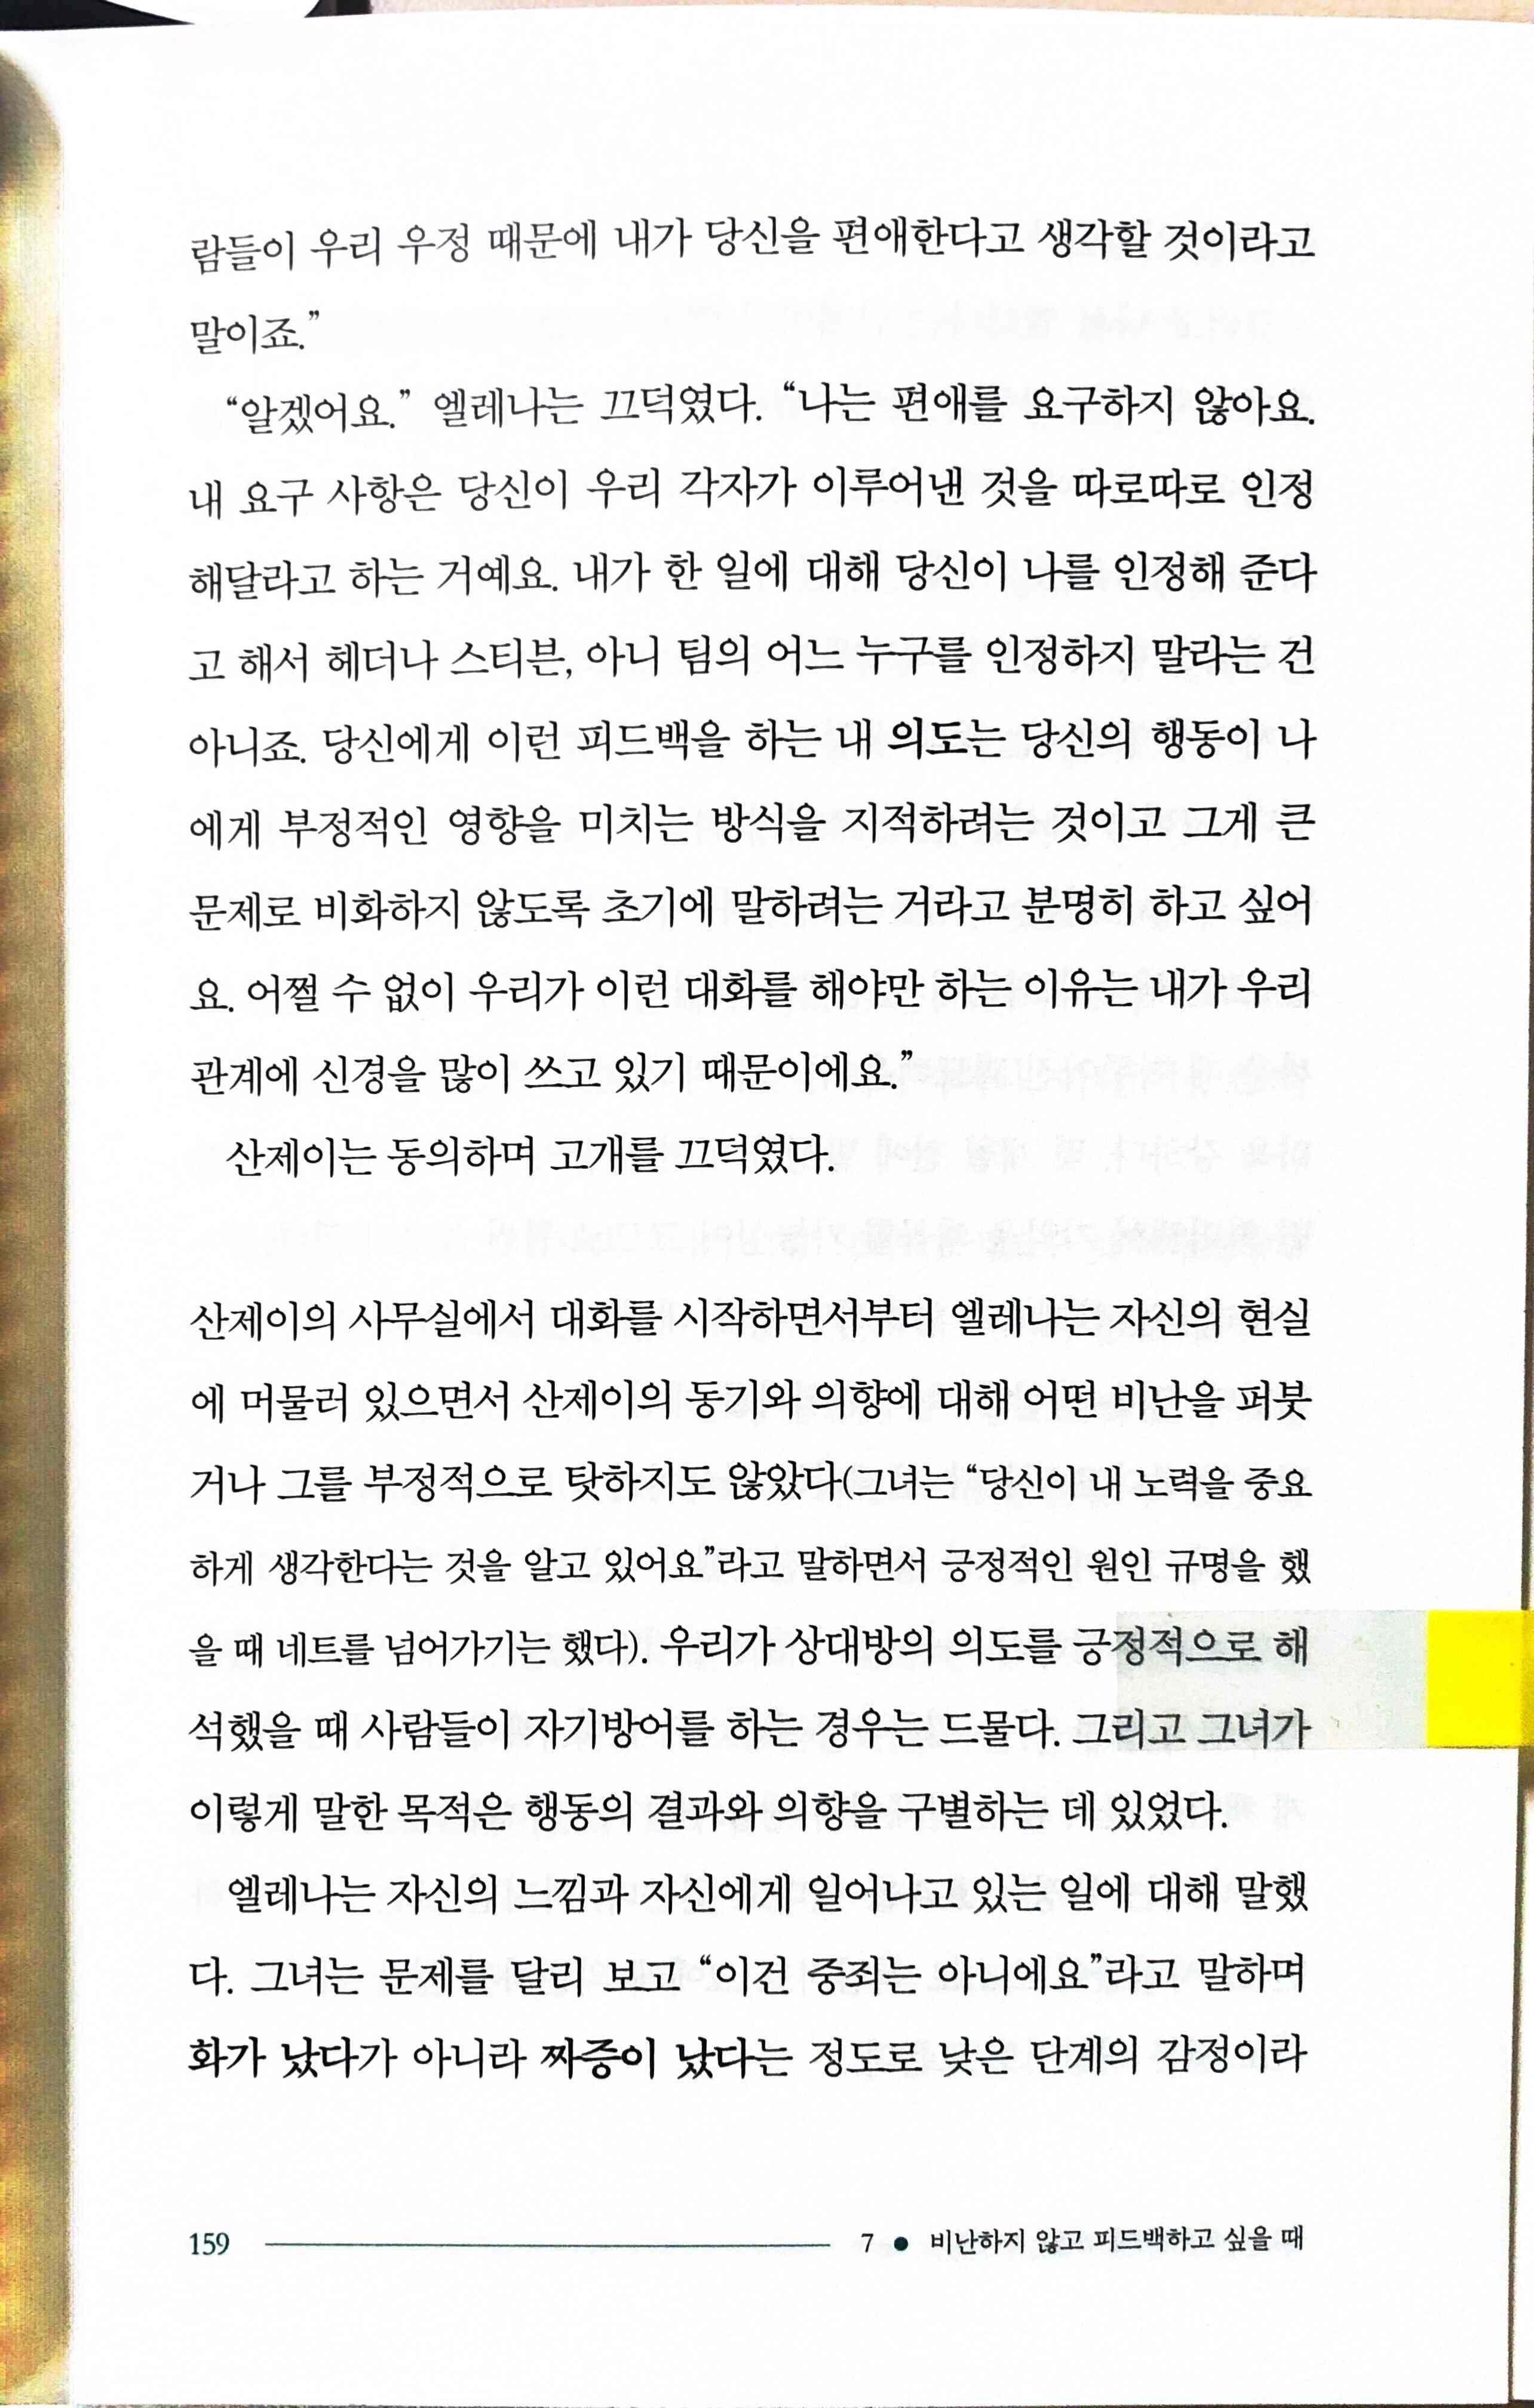 람들이 우리 우정 때문에 내가 당신을 편애한다고 생각할 것이라고
말이죠.”
“알겠어요.” 엘레나는 끄덕였다. “나는 편애를 요구하지 않아요.
내 요구 사항은 당신이 우리 각자가 이루어낸 것을 따로따로 인정
해달라고 하는 거예요. 내가 한 일에 대해 당신이 나를 인정해 준다
고 해서 헤더나 스티븐, 아니 팀의 어느 누구를 인정하지 말라는 건
아니죠. 당신에게 이런 피드백을 하는 내 의도는 당신의 행동이 나
에게 부정적인 영향을 미치는 방식을 지적하려는 것이고 그게 큰
문제로 비화하지 않도록 초기에 말하려는 거라고 분명히 하고 싶어
요. 어쩔 수 없이 우리가 이런 대화를 해야만 하는 이유는 내가 우리
관계에 신경을 많이 쓰고 있기 때문이에요.”
산제이는 동의하며 고개를 끄덕였다.
산제이의 사무실에서 대화를 시작하면서부터 엘레나는 자신의 현실
에 머물러 있으면서 산제이의 동기와 의향에 대해 어떤 비난을 퍼붓
거나 그를 부정적으로 탓하지도 않았다(그녀는 “당신이 내 노력을 중요
하게 생각한다는 것을 알고 있어요”라고 말하면서 긍정적인 원인 규명을 했
을 때 네트를 넘어가기는 했다). 우리가 상대방의 의도를 긍정적으로 해
석했을 때 사람들이 자기방어를 하는 경우는 드물다. 그리고 그녀가
이렇게 말한 목적은 행동의 결과와 의향을 구별하는 데 있었다.
엘레나는 자신의 느낌과 자신에게 일어나고 있는 일에 대해 말했
다. 그녀는 문제를 달리 보고 “이건 중죄는 아니에요”라고 말하며
화가 났다가 아니라 짜증이 났다는 정도로 낮은 단계의 감정이라
159 7 ● 비난하지 않고 피드백하고 싶을 때